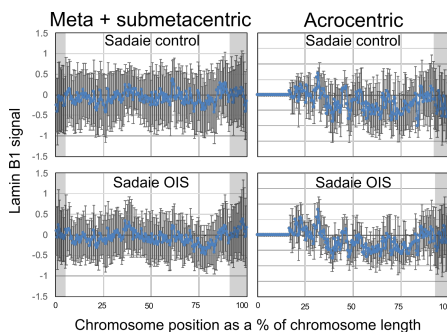 Meta + submetacentric Acrocentric
Sadaie control Sadaie control
1.5
1
0.5
0
-0.5
-1
-1.5
Sadaie OIS Sadaie OIS
1.5
1
0.5
0
-0.5
-1
-1.5
Lamin B1 signal
0 25 50 75 100 0 25 50 75 100
Chromosome position as a % of chromosome length